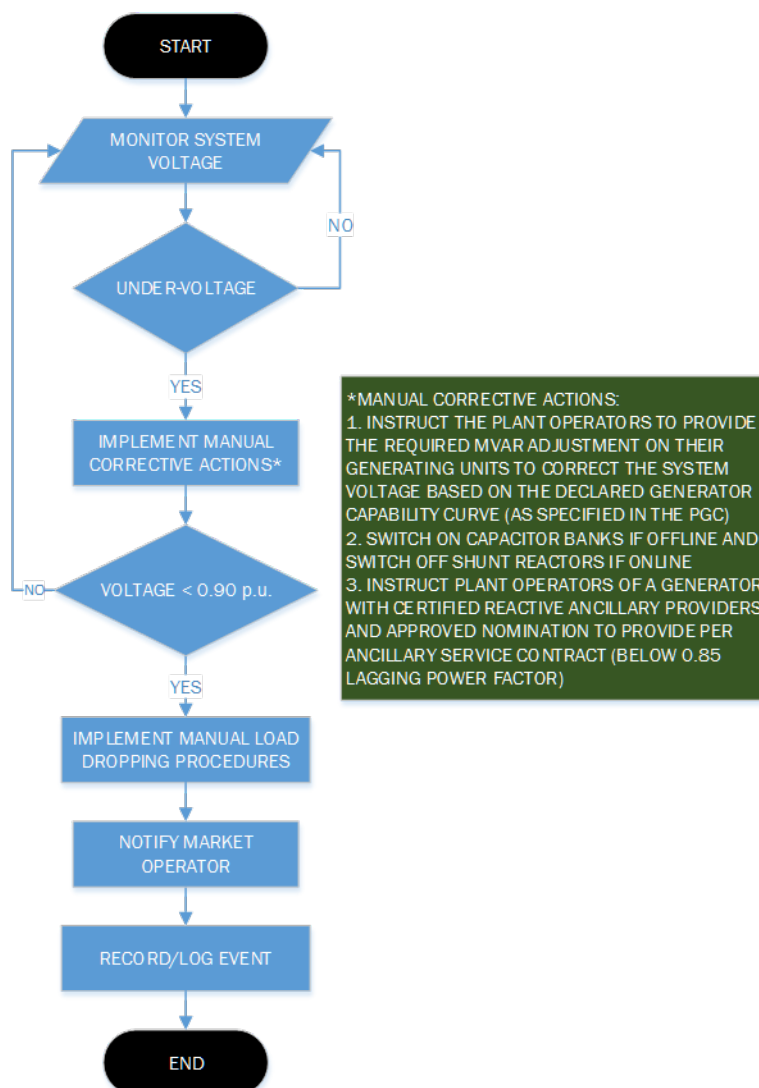 START
MONITOR SYSTEM
VOLTAGE
NO
UNDER-VOLTAGE
YES
IMPLEMENT MANUAL
CORRECTIVE ACTIONS*
*MANUAL CORRECTIVE ACTIONS:
1. INSTRUCT THE PLANT OPERATORS TO PROVIDE
THE REQUIRED MVAR ADJUSTMENT ON THEIR
GENERATING UNITS TO CORRECT THE SYSTEM
VOLTAGE BASED ON THE DECLARED GENERATOR
CAPABILITY CURVE (AS SPECIFIED IN THE PGC)
2. SWITCH ON CAPACITOR BANKS IF OFFLINE AND
SWITCH OFF SHUNT REACTORS IF ONLINE
3. INSTRUCT PLANT OPERATORS OF A GENERATOR
WITH CERTIFIED REACTIVE ANCILLARY PROVIDERS
AND APPROVED NOMINATION TO PROVIDE PER
ANCILLARY SERVICE CONTRACT (BELOW 0.85
LAGGING POWER FACTOR)
NO
VOLTAGE < 0.90 p.u.
YES
IMPLEMENT MANUAL LOAD
DROPPING PROCEDURES
NOTIFY MARKET
OPERATOR
RECORD/LOG EVENT
END